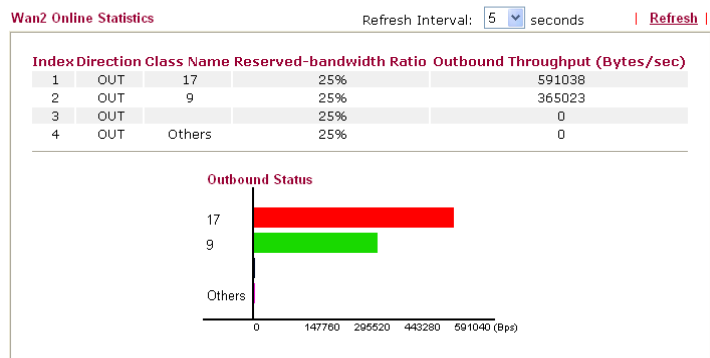 Wan2 Online Statistics Refresh Interval: 5 seconds | Refresh |
Index Direction Class Name Reserved-bandwidth Ratio Outbound Throughput (Bytes/sec)
1 OUT 17 25% 591038
2 OUT 9 25% 365023
3 OUT 25% 0
4 OUT Others 25% 0
Outbound Status
17
9
Others
0 147760 295520 443280 591040 (Bps)